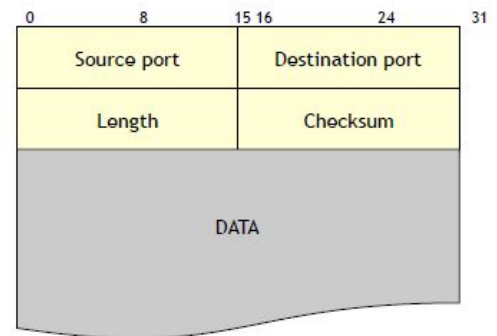 0 8 15 16 24 31
Source port Destination port
Length Checksum
DATA